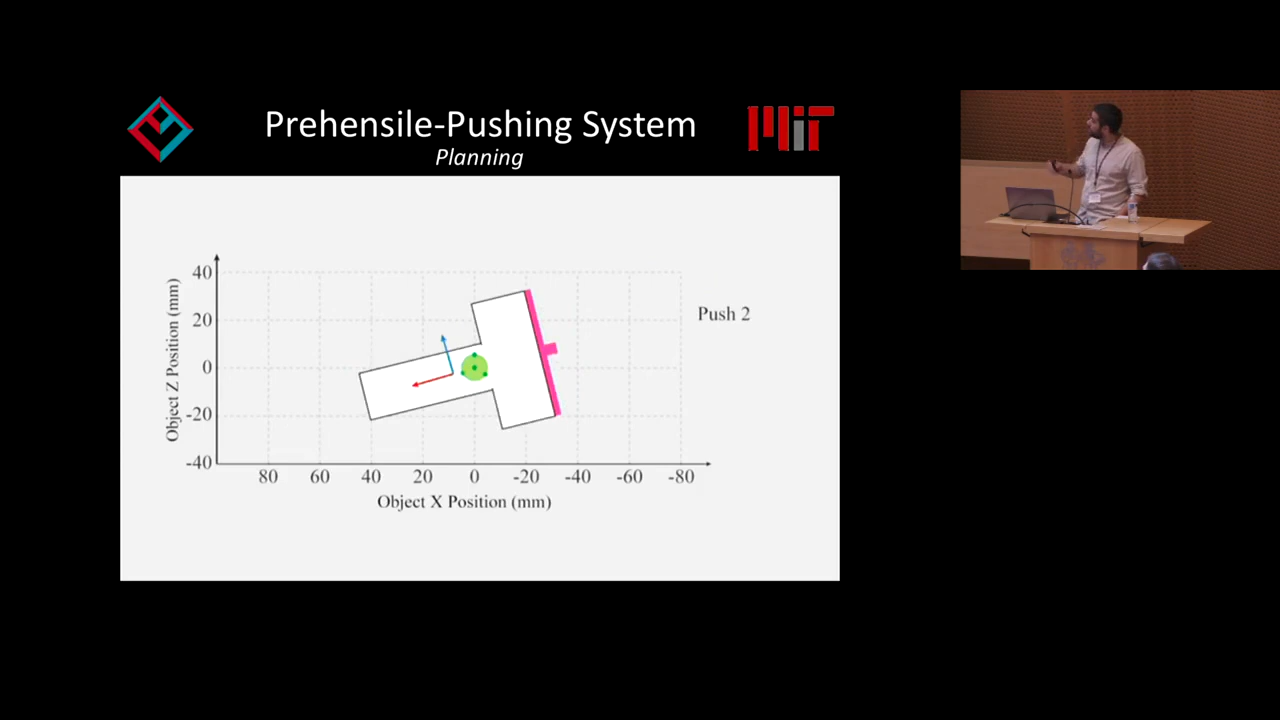 Prehensile-Pushing System
Planning
MIT
Object Z Position (mm)
40
20
0
-20
-40
80 60 40 20 0 -20 -40 -60 -80
Object X Position (mm)
Push 2